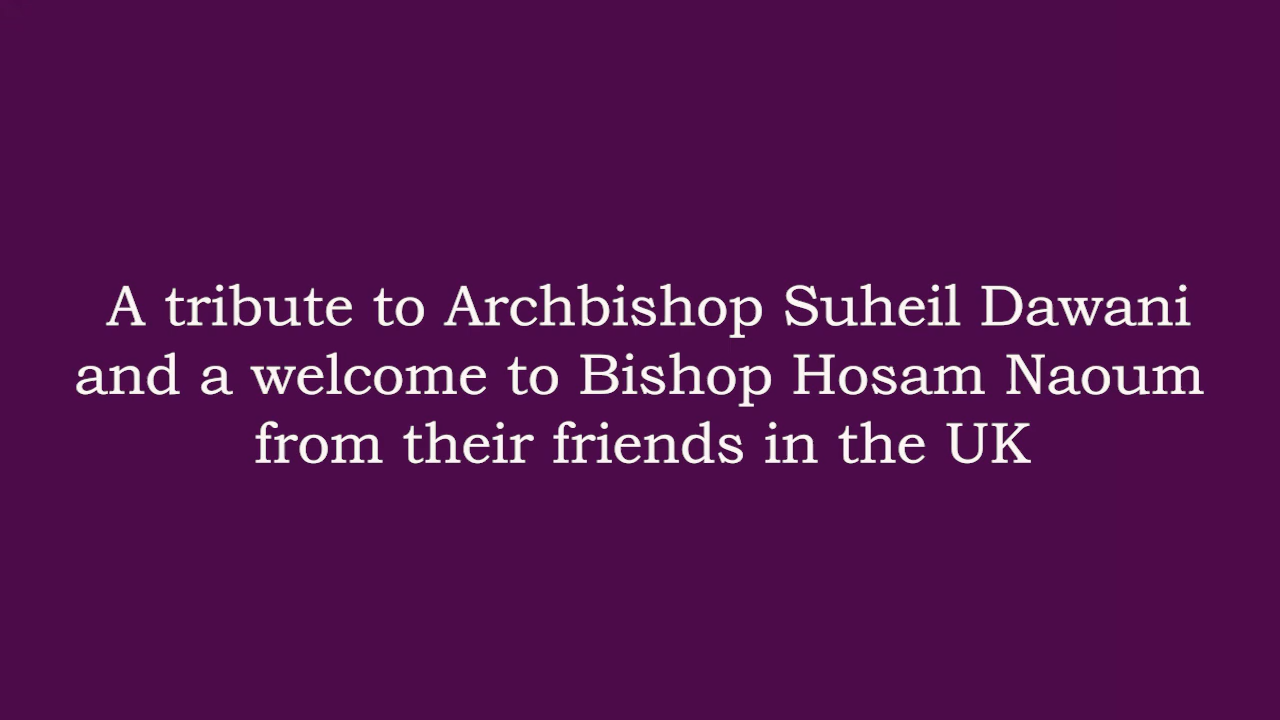 A tribute to Archbishop Suheil Dawani
and a welcome to Bishop Hosam Naoum
from their friends in the UK